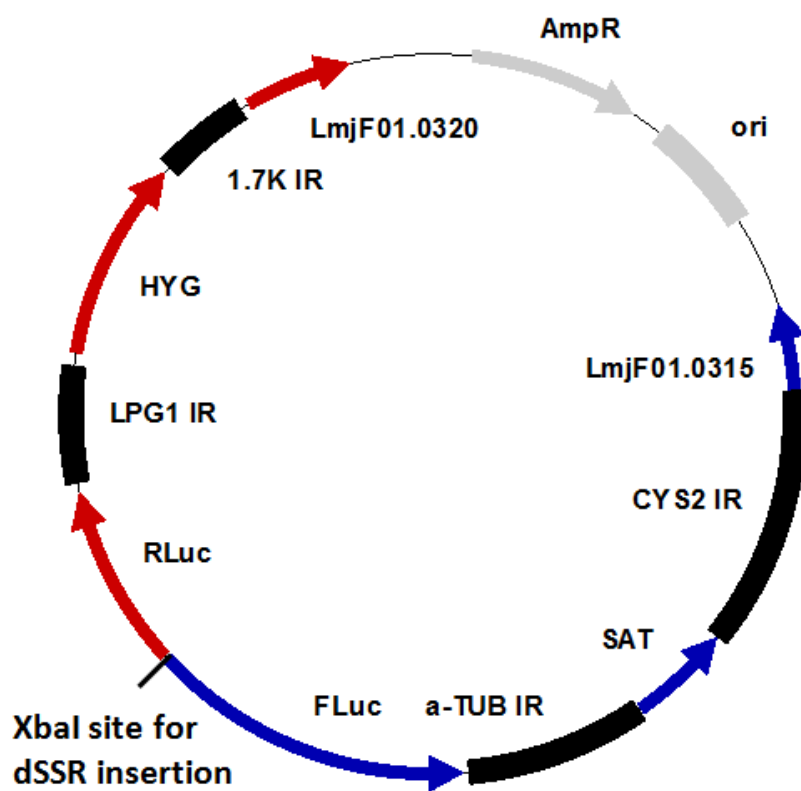 AmpR
LmjF01.0320
ori
1.7K IR
HYG
LmjF01.0315
LPG1 IR
CYS2 IR
RLuc
SAT
FLuc
a-TUB IR
XbaI site for
dSSR insertion